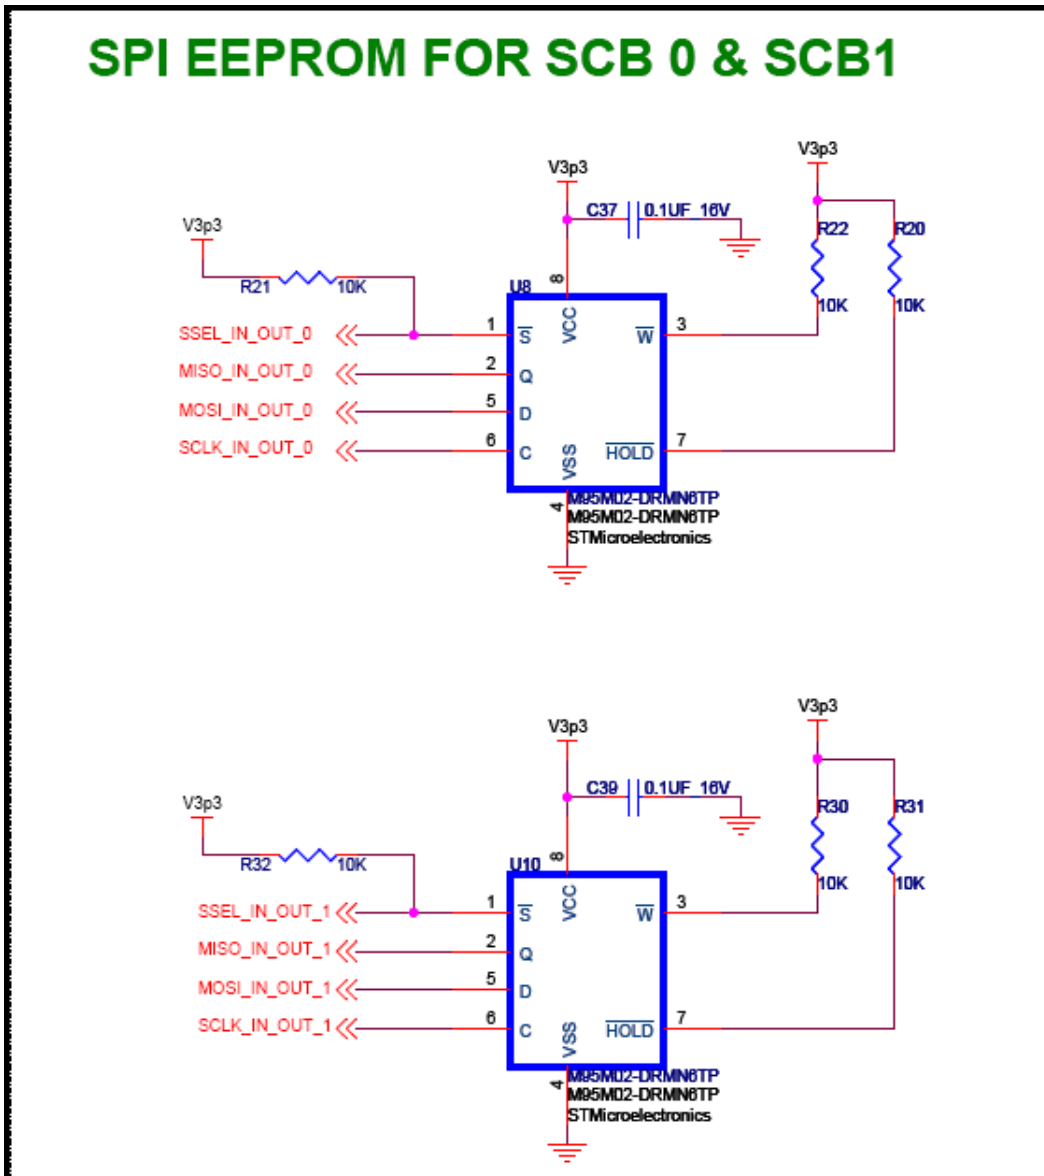 SPI EEPROM FOR SCB 0 & SCB1
V3p3
V3p3
C37 0.1UF_16V
V3p3
R22 R20
R21 10K
10K 10K
U8
8
VCC
SSEL_IN_OUT_0 1 S W 3
MISO_IN_OUT_0 2 Q
MOSI_IN_OUT_0 5 D
SCLK_IN_OUT_0 6 C HOLD 7
VSS
4
M95M02-DRMN6TP
M95M02-DRMN6TP
STMicroelectronics
V3p3
V3p3
C39 0.1UF_16V
V3p3
R30 R31
R32 10K
10K 10K
U10
8
VCC
SSEL_IN_OUT_1 1 S W 3
MISO_IN_OUT_1 2 Q
MOSI_IN_OUT_1 5 D
SCLK_IN_OUT_1 6 C HOLD 7
VSS
4
M95M02-DRMN6TP
M95M02-DRMN6TP
STMicroelectronics